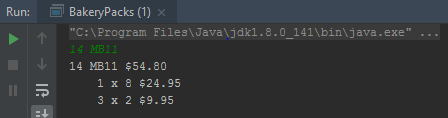 Run: BakeryPacks (1) ×
"C:\Program Files\Java\jdk1.8.0_141\bin\java.exe" ...
14 MB11
14 MB11 $54.80
1 x 8 $24.95
3 x 2 $9.95